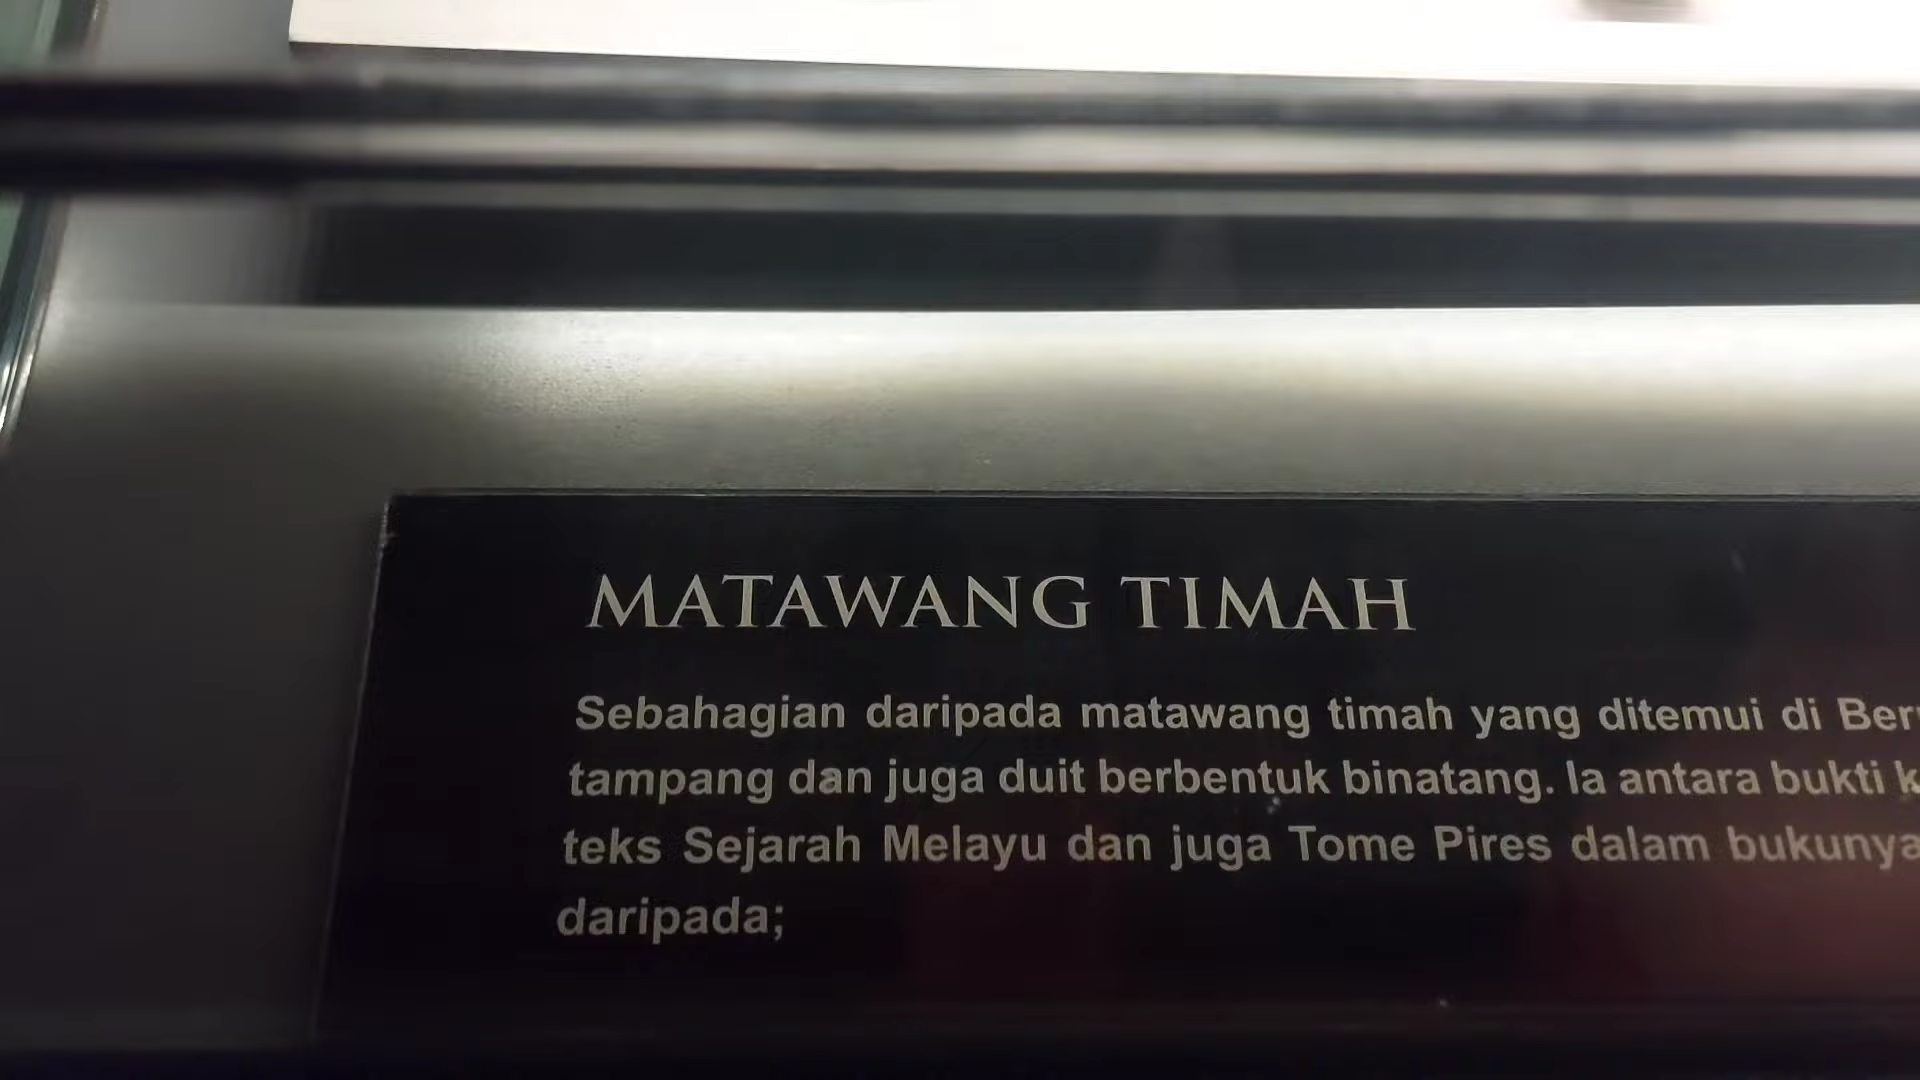 MATAWANG TIMAH
Sebahagian daripada matawang timah yang ditemui di
tampang dan juga duit berbentuk binatang. Ia antara bukti
teks Sejarah Melayu dan juga Tome Pires dalam bukunya
daripada;